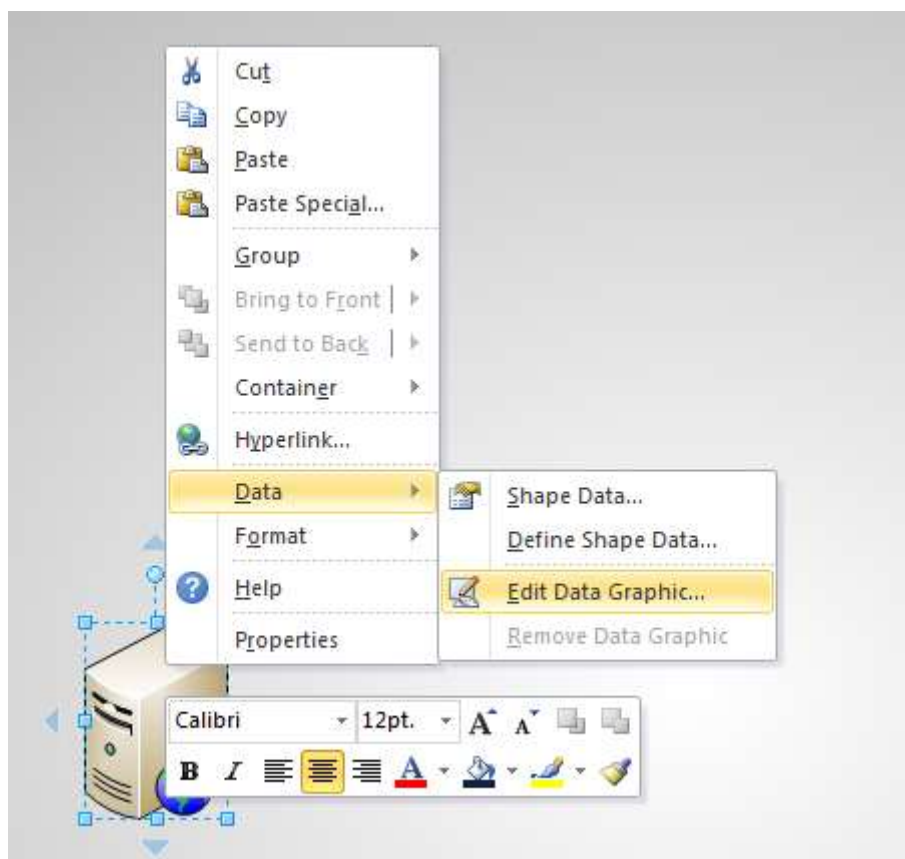 Cut
Copy
Paste
Paste Special...
Group
Bring to Front
Send to Back
Container
Hyperlink...
Data
Shape Data...
Define Shape Data...
Format
Edit Data Graphic...
Help
Remove Data Graphic
Properties
Calibri 12pt. A A
B I A